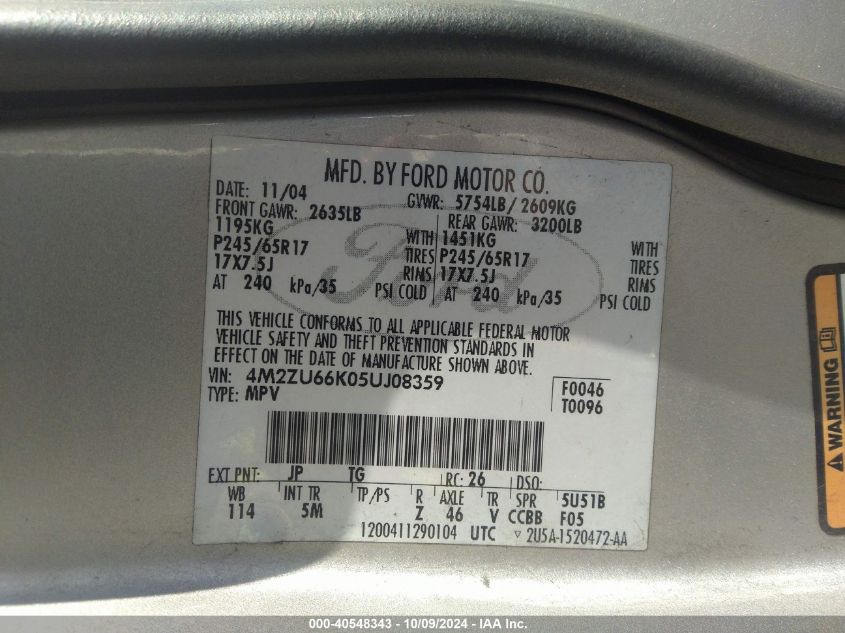 MFD. BY FORD MOTOR CO.
DATE: 11/04 GVWR: 5754LB/ 2609KG
FRONT GAWR: 2635LB REAR GAWR: 3200LB
1195KG WITH 1451KG WITH
P245/65R17 TIRES P245/65R17 TIRES
17X7.5J RIMS 17X7.5J RIMS
AT 240 kPa/35 PSI COLD AT 240 kPa/35 PSI COLD
Ford
THIS VEHICLE CONFORMS TO ALL APPLICABLE FEDERAL MOTOR
VEHICLE SAFETY AND THEFT PREVENTION STANDARDS IN
EFFECT ON THE DATE OF MANUFACTURE SHOWN ABOVE.
VIN: 4M2ZU66K05UJ08359 F0046
TYPE: MPV T0096
EXT PNT: JP TG RC: 26 DSO:
WB INT TR TP/PS R AXLE TR SPR 5U51B
114 5M Z 46 V CCBB F05
1200411290104 UTC ▽ 2U5A-1520472-AA
WARNING
000-40548343 - 10/09/2024 - IAA Inc.